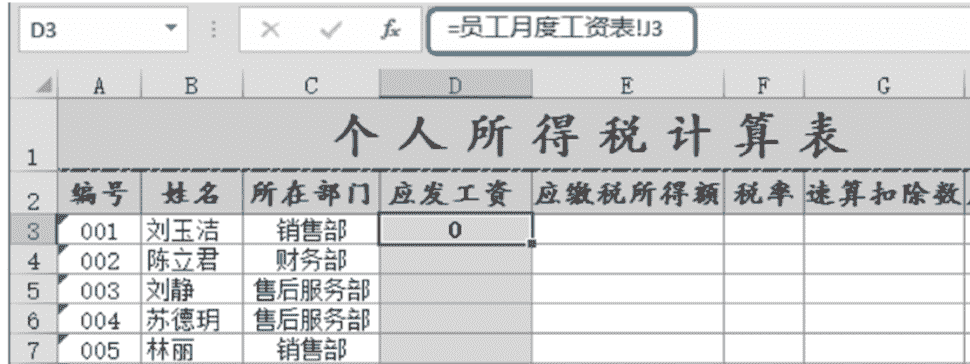 D3 fx =员工月度工资表!J3
A B C D E F G
1 个人所得税计算表
2 编号 姓名 所在部门 应发工资 应缴税所得额 税率 速算扣除数
3 001 刘玉洁 销售部 0
4 002 陈立君 财务部
5 003 刘静 售后服务部
6 004 苏德玥 售后服务部
7 005 林丽 销售部